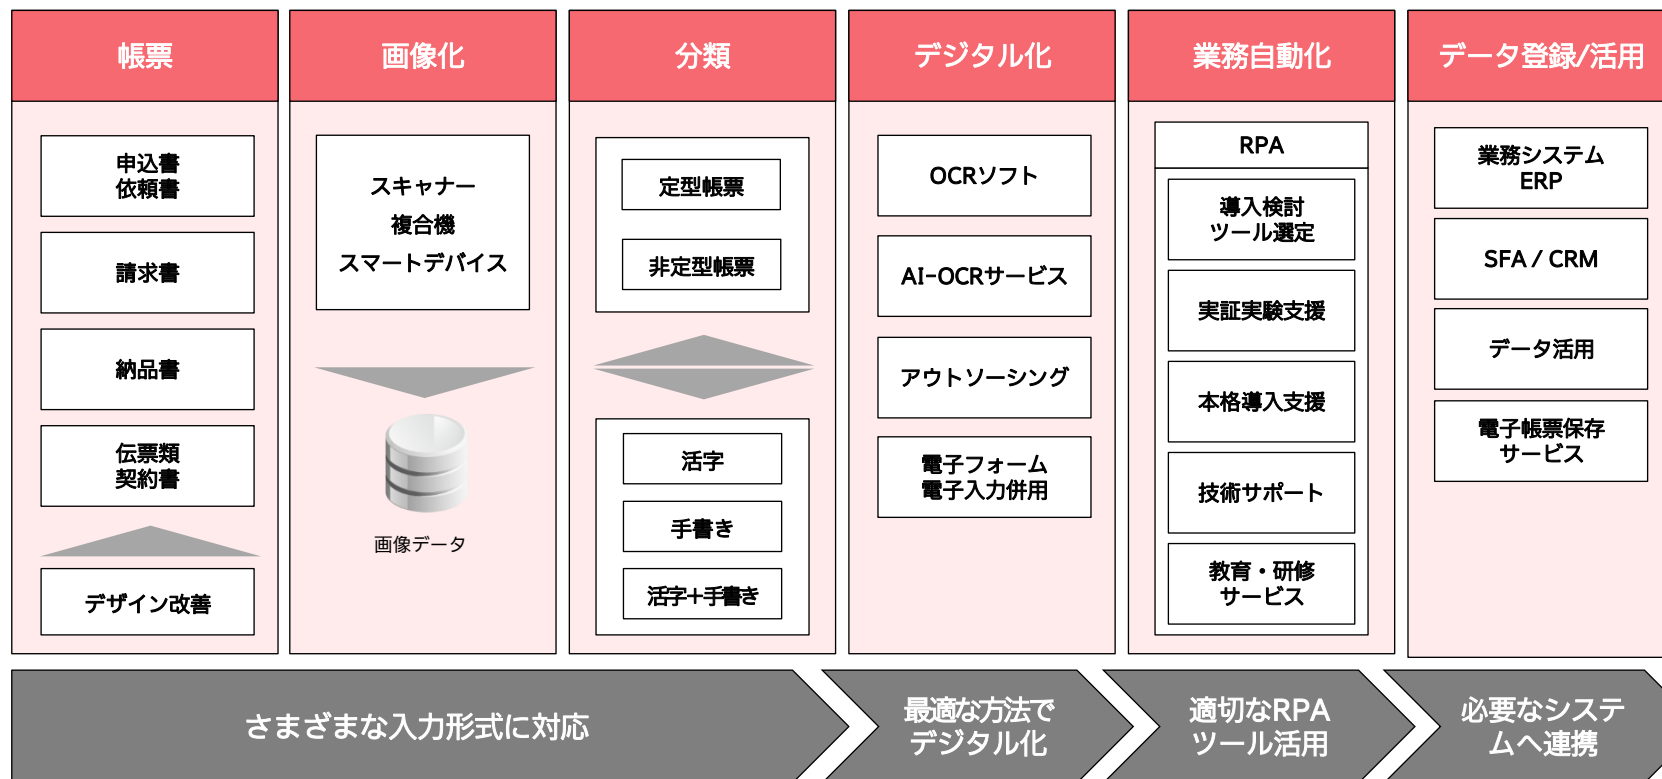 帳票
申込書
依頼書
請求書
納品書
伝票類
契約書
デザイン改善
画像化
スキャナー
複合機
スマートデバイス
画像データ
分類
定型帳票
非定型帳票
活字
手書き
活字+手書き
デジタル化
OCRソフト
AI-OCRサービス
アウトソーシング
電子フォーム
電子入力併用
業務自動化
RPA
導入検討
ツール選定
実証実験支援
本格導入支援
技術サポート
教育・研修
サービス
データ登録/活用
業務システム
ERP
SFA / CRM
データ活用
電子帳票保存
サービス
さまざまな入力形式に対応
最適な方法で
デジタル化
適切なRPA
ツール活用
必要なシステ
ムへ連携